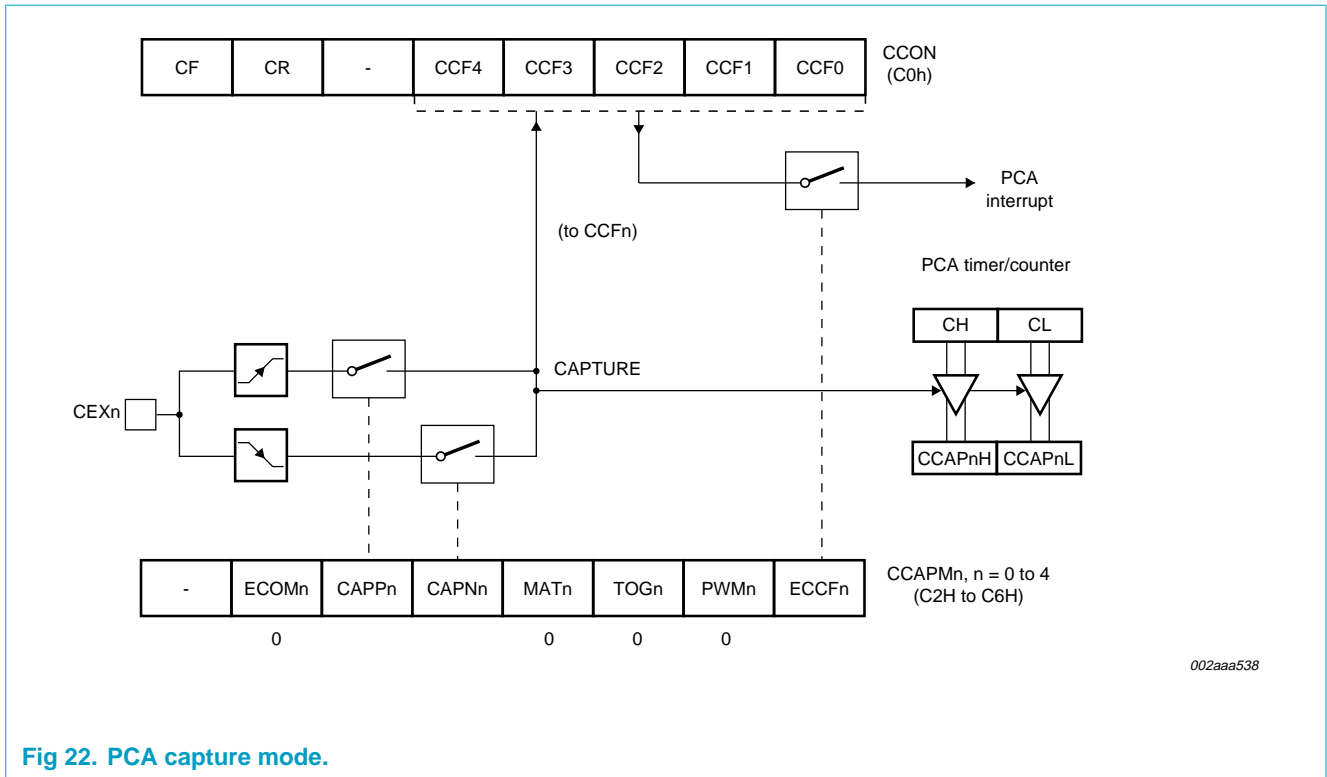 CF CR - CCF4 CCF3 CCF2 CCF1 CCF0
CCON
(C0h)
PCA
interrupt
(to CCFn)
PCA timer/counter
CH CL
CAPTURE
CEXn
CCAPnH CCAPnL
- ECOMn CAPPn CAPNn MATn TOGn PWMn ECCFn
CCAPMn, n = 0 to 4
(C2H to C6H)
0 0 0 0
002aaa538
Fig 22. PCA capture mode.